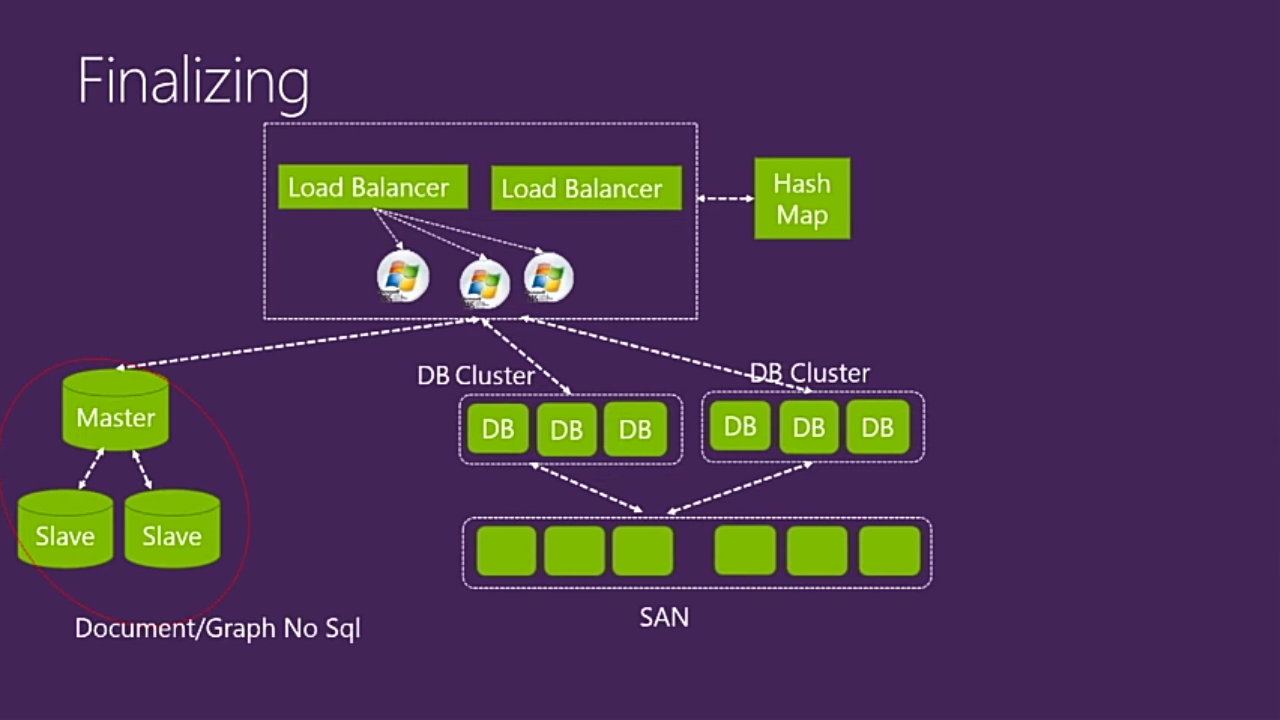 Finalizing
Load Balancer
Load Balancer
Hash
Map
DB Cluster
DB Cluster
Master
DB
DB
DB
DB
DB
DB
Slave
Slave
SAN
Document/Graph No Sql